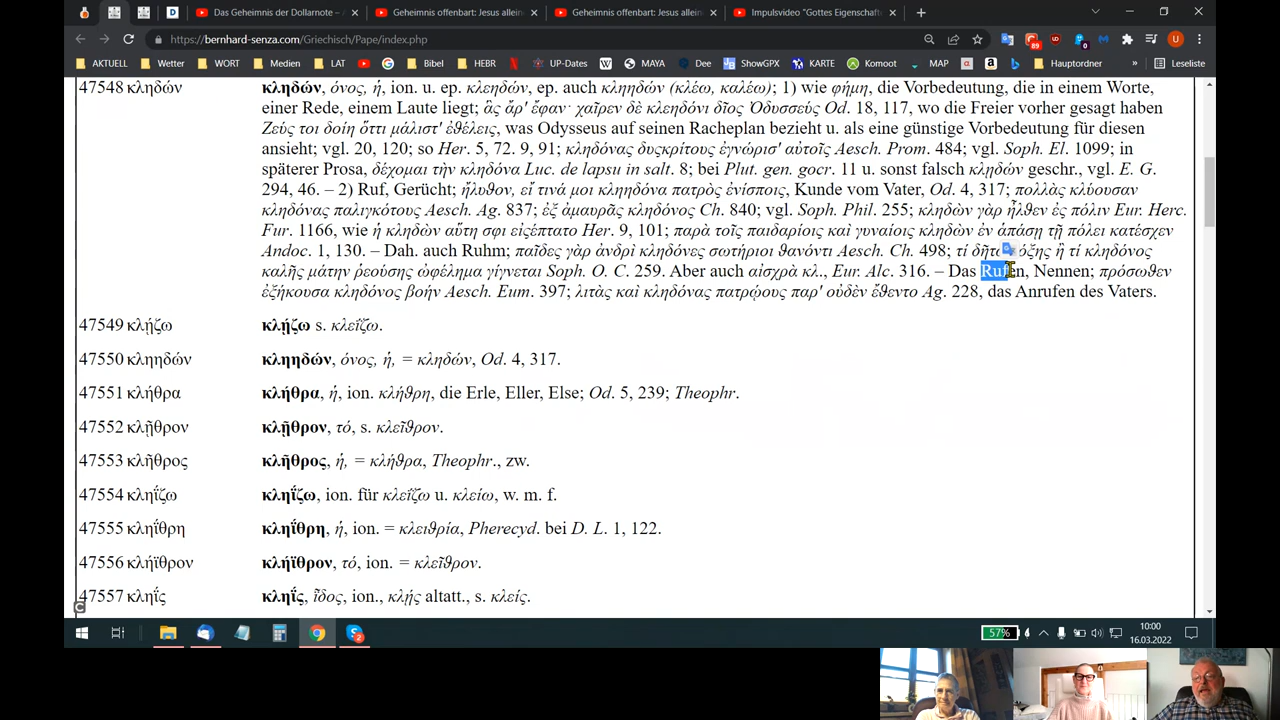 Das Geheimnis der Dollarnote - A
Geheimnis offenbart: Jesus allein
Geheimnis offenbart: Jesus allein
Impulsvideo "Gottes Eigenschaft
https://bernhard-senza.com/Griechisch/Pape/index.php
89
0
U
AKTUELL Wetter WORT Medien LAT Bibel HEBR UP-Dates MAYA Dee ShowGPX KARTE Komoot MAP Hauptordner » Leseliste
47548 κληδών κληδών, όνος, ἡ, ion. u. ep. κλεηδών, ep. auch κληηδών (κλέω, καλέω); 1) wie φήμη, die Vorbedeutung, die in einem Worte,
einer Rede, einem Laute liegt; ἃς ἄρ' ἔφαν· χαῖρεν δὲ κλεηδόνι δῖος Ὀδυσσεύς Od. 18, 117, wo die Freier vorher gesagt haben
Ζεύς τοι δοίη ὅττι μάλιστ' ἐθέλεις, was Odysseus auf seinen Racheplan bezieht u. als eine günstige Vorbedeutung für diesen
ansieht; vgl. 20, 120; so Her. 5, 72. 9, 91; κληδόνας δυςκρίτους ἐγνώρισ' αὐτοῖς Aesch. Prom. 484; vgl. Soph. El. 1099; in
späterer Prosa, δέχομαι τὴν κληδόνα Luc. de lapsu in salt. 8; bei Plut. gen. gocr. 11 u. sonst falsch κλῃδών geschr., vgl. E. G.
294, 46. – 2) Ruf, Gerücht; ἤλυθον, εἴ τινά μοι κληηδόνα πατρὸς ἐνίσποις, Kunde vom Vater, Od. 4, 317; πολλὰς κλύουσαν
κληδόνας παλιγκότους Aesch. Ag. 837; ἐξ ἀμαυρᾶς κληδόνος Ch. 840; vgl. Soph. Phil. 255; κληδὼν γὰρ ἦλθεν ἐς πόλιν Eur. Herc.
Fur. 1166, wie ἡ κληδὼν αὕτη σφι εἰςέπτατο Her. 9, 101; παρὰ τοῖς παιδαρίοις καὶ γυναίοις κληδὼν ἐν ἁπάσῃ τῇ πόλει κατέσχεν
Andoc. 1, 130. – Dah. auch Ruhm; παῖδες γὰρ ἀνδρὶ κληδόνες σωτήριοι ϑανόντι Aesch. Ch. 498; τί δῆτα δόξης ἢ τί κληδόνος
καλῆς μάτην ῥεούσης ὠφέλημα γίγνεται Soph. O. C. 259. Aber auch αἰσχρὰ κλ., Eur. Alc. 316. – Das Rufen, Nennen; πρόσωϑεν
ἐξήκουσα κληδόνος βοήν Aesch. Eum. 397; λιτὰς καὶ κληδόνας πατρῴους παρ' οὐδὲν ἔϑεντο Ag. 228, das Anrufen des Vaters.
47549 κλῄζω κλῄζω s. κλεΐζω.
47550 κληηδών κληηδών, όνος, ἡ, = κληδών, Od. 4, 317.
47551 κλήθρα κλήϑρα, ἡ, ion. κλήϑρη, die Erle, Eller, Else; Od. 5, 239; Theophr.
47552 κλῇθρον κλῇϑρον, τό, s. κλεῖϑρον.
47553 κλῆθρος κλῆϑρος, ἡ, = κλήϑρα, Theophr., zw.
47554 κληΐζω κληΐζω, ion. für κλεΐζω u. κλείω, w. m. f.
47555 κληΐθρη κληΐϑρη, ἡ, ion. = κλειϑρία, Pherecyd. bei D. L. 1, 122.
47556 κλήϊθρον κλήϊϑρον, τό, ion. = κλεῖϑρον.
47557 κληΐς κληΐς, ῖδος, ion., κλῄς altatt., s. κλείς.
57%
10:00
16.03.2022